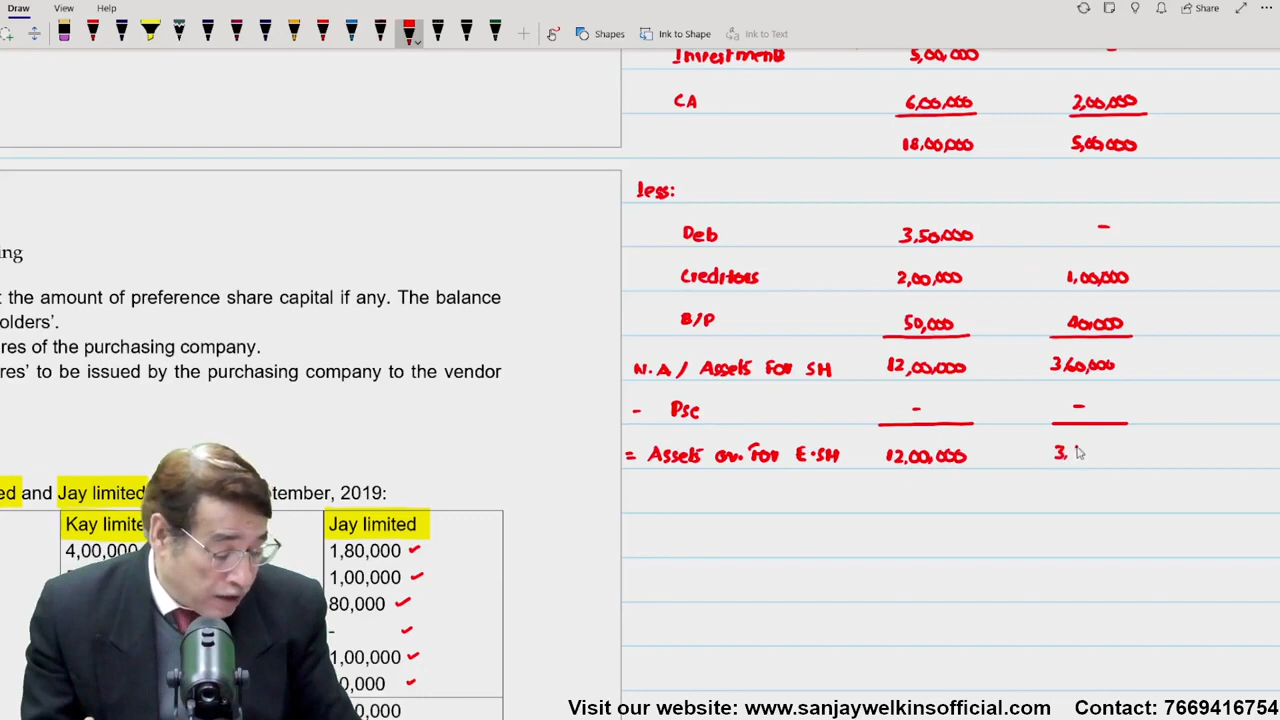 Draw View Help
Share
Shapes Ink to Shape Ink to Text
Investments 5,00,000 -
CA 6,00,000 2,00,000
18,00,000 5,00,000
less:
Deb 3,50,000 -
Creditors 2,00,000 1,00,000
B/P 50,000 40,000
N.A / Assets For SH 12,00,000 3,60,000
- Psc - -
= Assets av. For E.SH 12,00,000 3,
ing
t the amount of preference share capital if any. The balance
olders'.
res of the purchasing company.
res' to be issued by the purchasing company to the vendor
ed and Jay limited tember, 2019:
Kay limite Jay limited
4,00,000 1,80,000
1,00,000
80,000
-
1,00,000
0,000
0,000
Visit our website: www.sanjaywelkinsofficial.com Contact: 7669416754